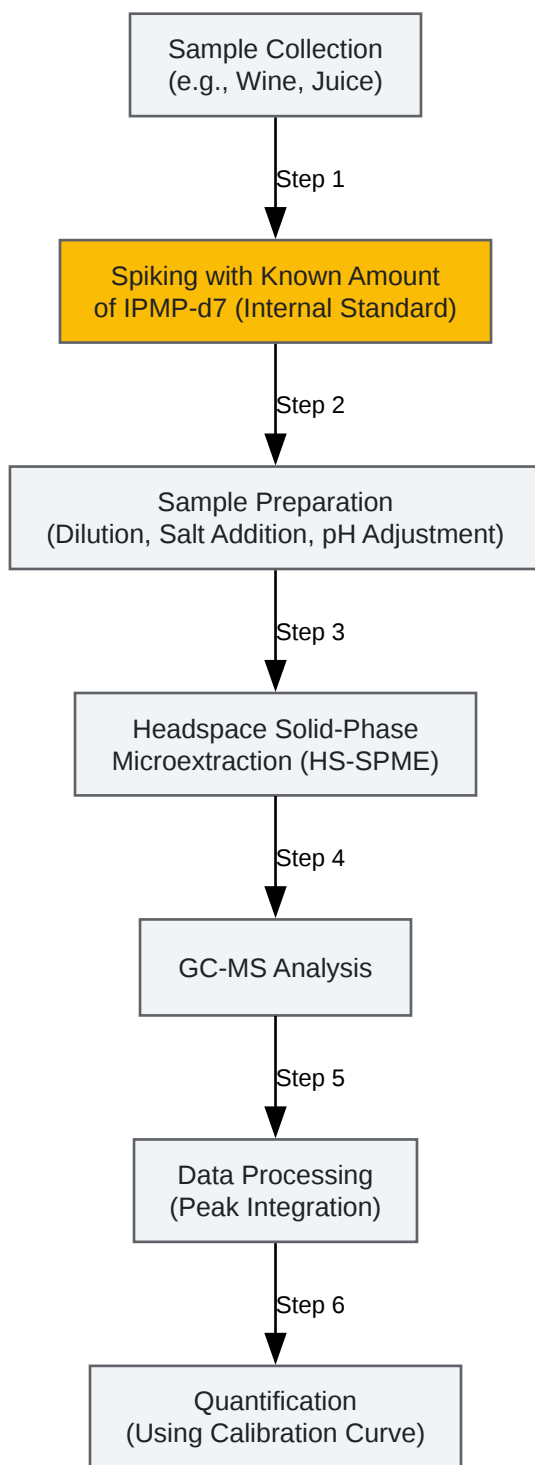 Sample Collection
(e.g., Wine, Juice)
Step 1
Spiking with Known Amount
of IPMP-d7 (Internal Standard)
Step 2
Sample Preparation
(Dilution, Salt Addition, pH Adjustment)
Step 3
Headspace Solid-Phase
Microextraction (HS-SPME)
Step 4
GC-MS Analysis
Step 5
Data Processing
(Peak Integration)
Step 6
Quantification
(Using Calibration Curve)